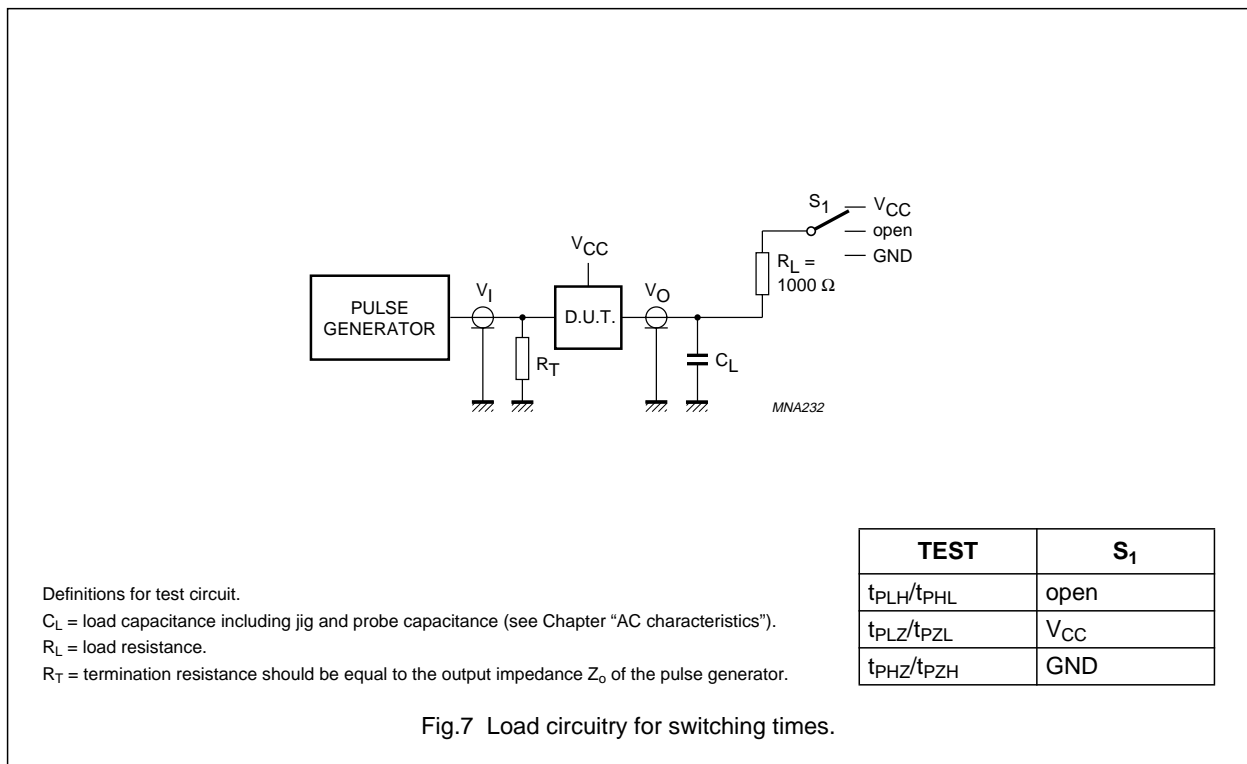 S1
VCC
open
GND
VCC
RL =
1000 Ω
PULSE
GENERATOR
VI
D.U.T.
VO
RT
CL
MNA232
TEST S1
tPLH/tPHL open
tPLZ/tPZL VCC
tPHZ/tPZH GND
Definitions for test circuit.
CL = load capacitance including jig and probe capacitance (see Chapter “AC characteristics”).
RL = load resistance.
RT = termination resistance should be equal to the output impedance Zo of the pulse generator.
Fig.7 Load circuitry for switching times.